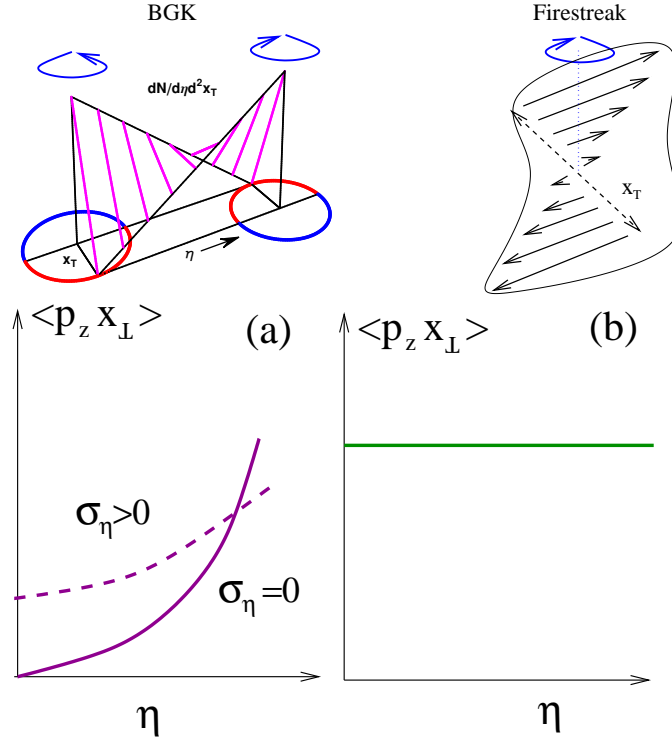 BGK
Firestreak
dN/dηd²x_T
x_T
η
x_T
<p_z x_⊥>
(a)
<p_z x_⊥>
(b)
σ_η>0
σ_η=0
η
η